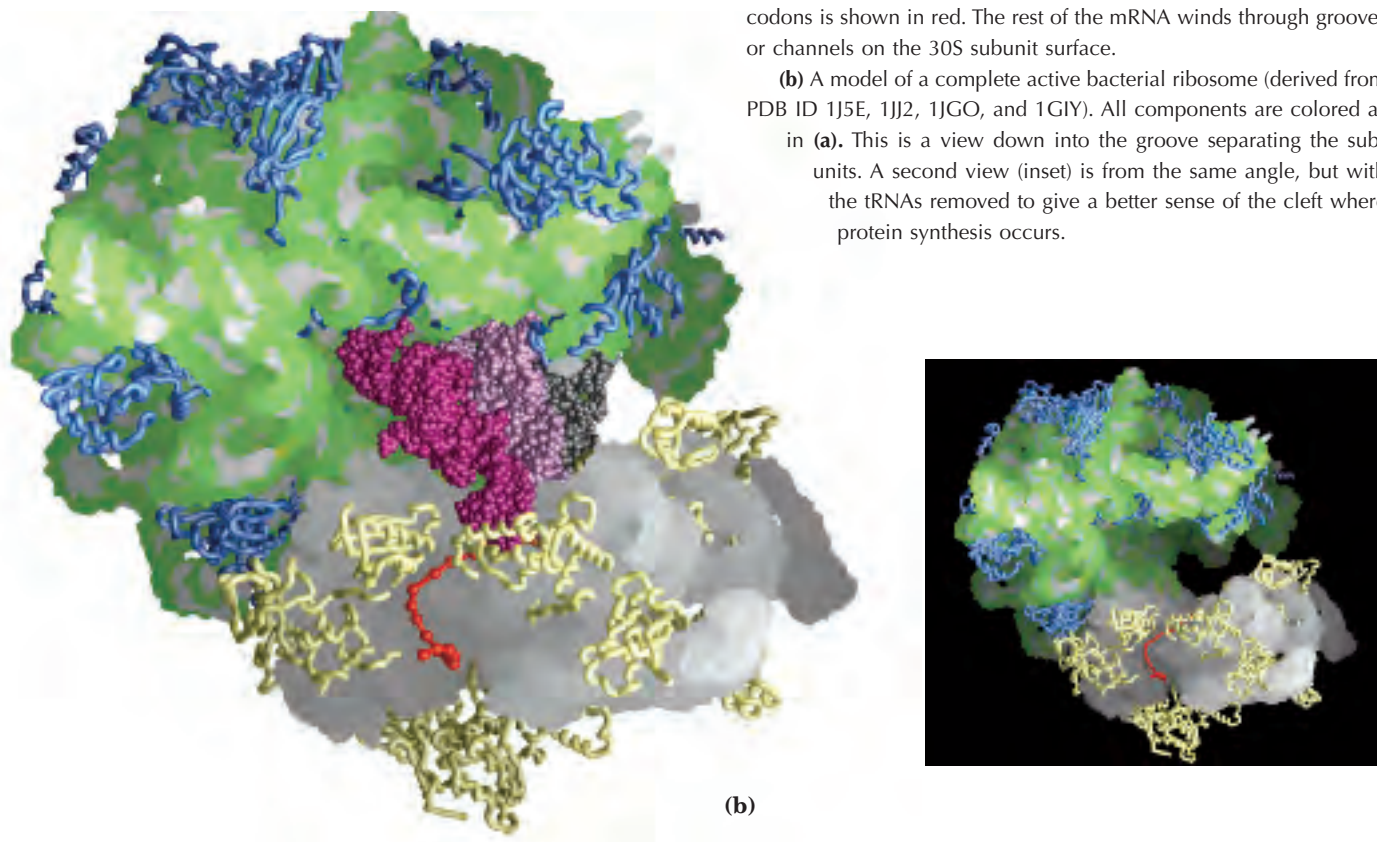 codons is shown in red. The rest of the mRNA winds through groove
or channels on the 30S subunit surface.
(b) A model of a complete active bacterial ribosome (derived from
PDB ID 1J5E, 1JJ2, 1JGO, and 1GIY). All components are colored a
in (a). This is a view down into the groove separating the sub
units. A second view (inset) is from the same angle, but with
the tRNAs removed to give a better sense of the cleft where
protein synthesis occurs.
(b)